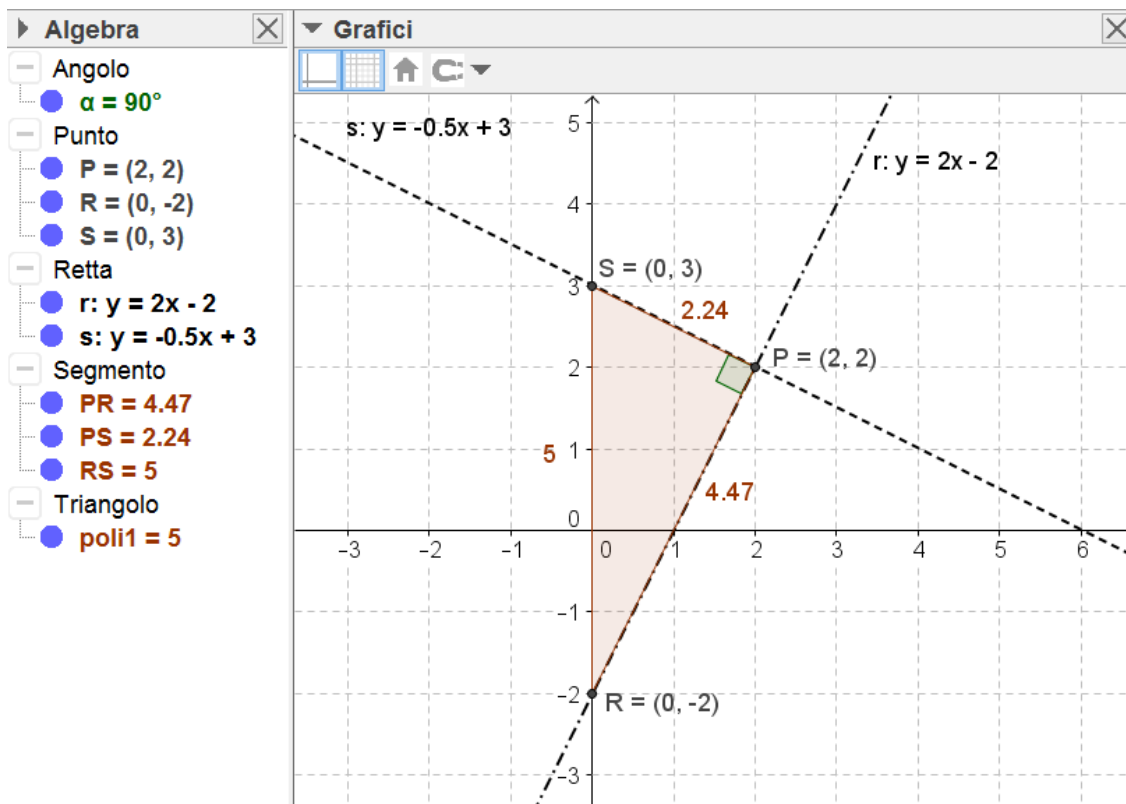 Algebra
Angolo
α = 90°
Punto
P = (2, 2)
R = (0, -2)
S = (0, 3)
Retta
r: y = 2x - 2
s: y = -0.5x + 3
Segmento
PR = 4.47
PS = 2.24
RS = 5
Triangolo
poli1 = 5
Grafici
s: y = -0.5x + 3
5
r: y = 2x - 2
4
S = (0, 3)
3
2.24
P = (2, 2)
2
5
1
4.47
0
−3 −2 −1 0 1 2 3 4 5 6
−1
−2
R = (0, -2)
−3